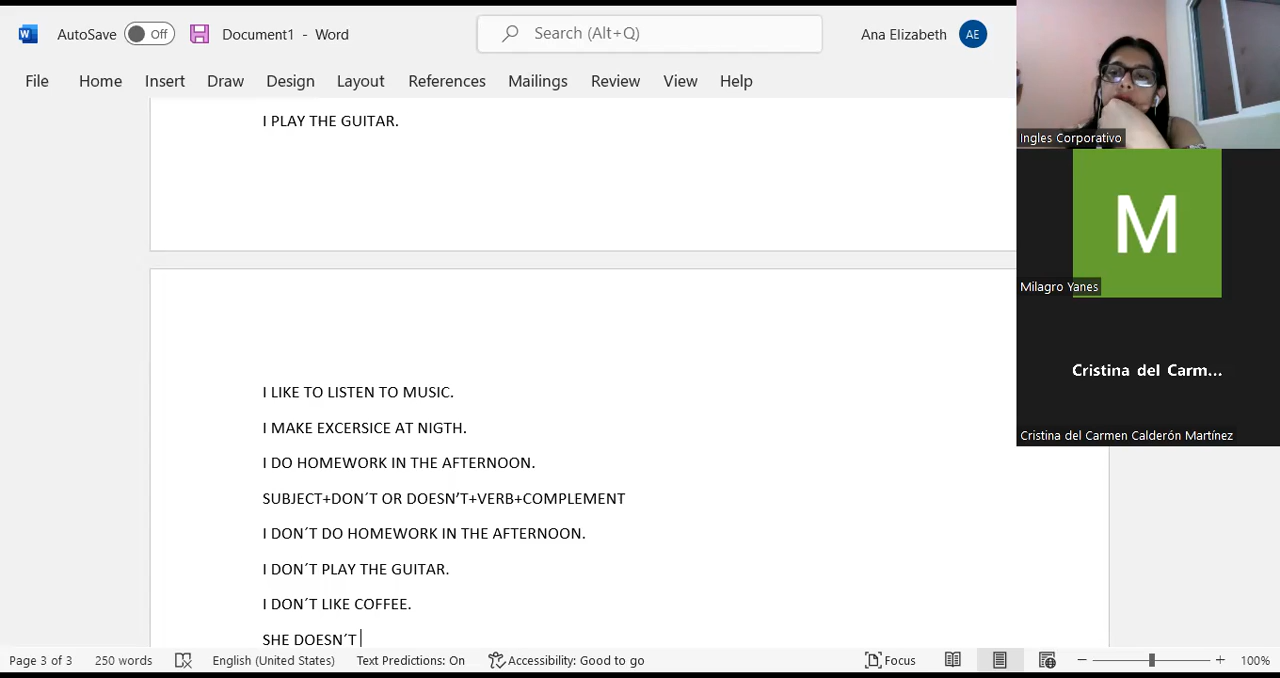 AutoSave Off Document1 - Word Search (Alt+Q) Ana Elizabeth AE
File Home Insert Draw Design Layout References Mailings Review View Help
I PLAY THE GUITAR.
I LIKE TO LISTEN TO MUSIC.
I MAKE EXCERSICE AT NIGTH.
I DO HOMEWORK IN THE AFTERNOON.
SUBJECT+DON´T OR DOESN’T+VERB+COMPLEMENT
I DON´T DO HOMEWORK IN THE AFTERNOON.
I DON´T PLAY THE GUITAR.
I DON´T LIKE COFFEE.
SHE DOESN´T
Page 3 of 3 250 words English (United States) Text Predictions: On Accessibility: Good to go Focus 100%
Ingles Corporativo
M
Milagro Yanes
Cristina del Carm...
Cristina del Carmen Calderón Martínez